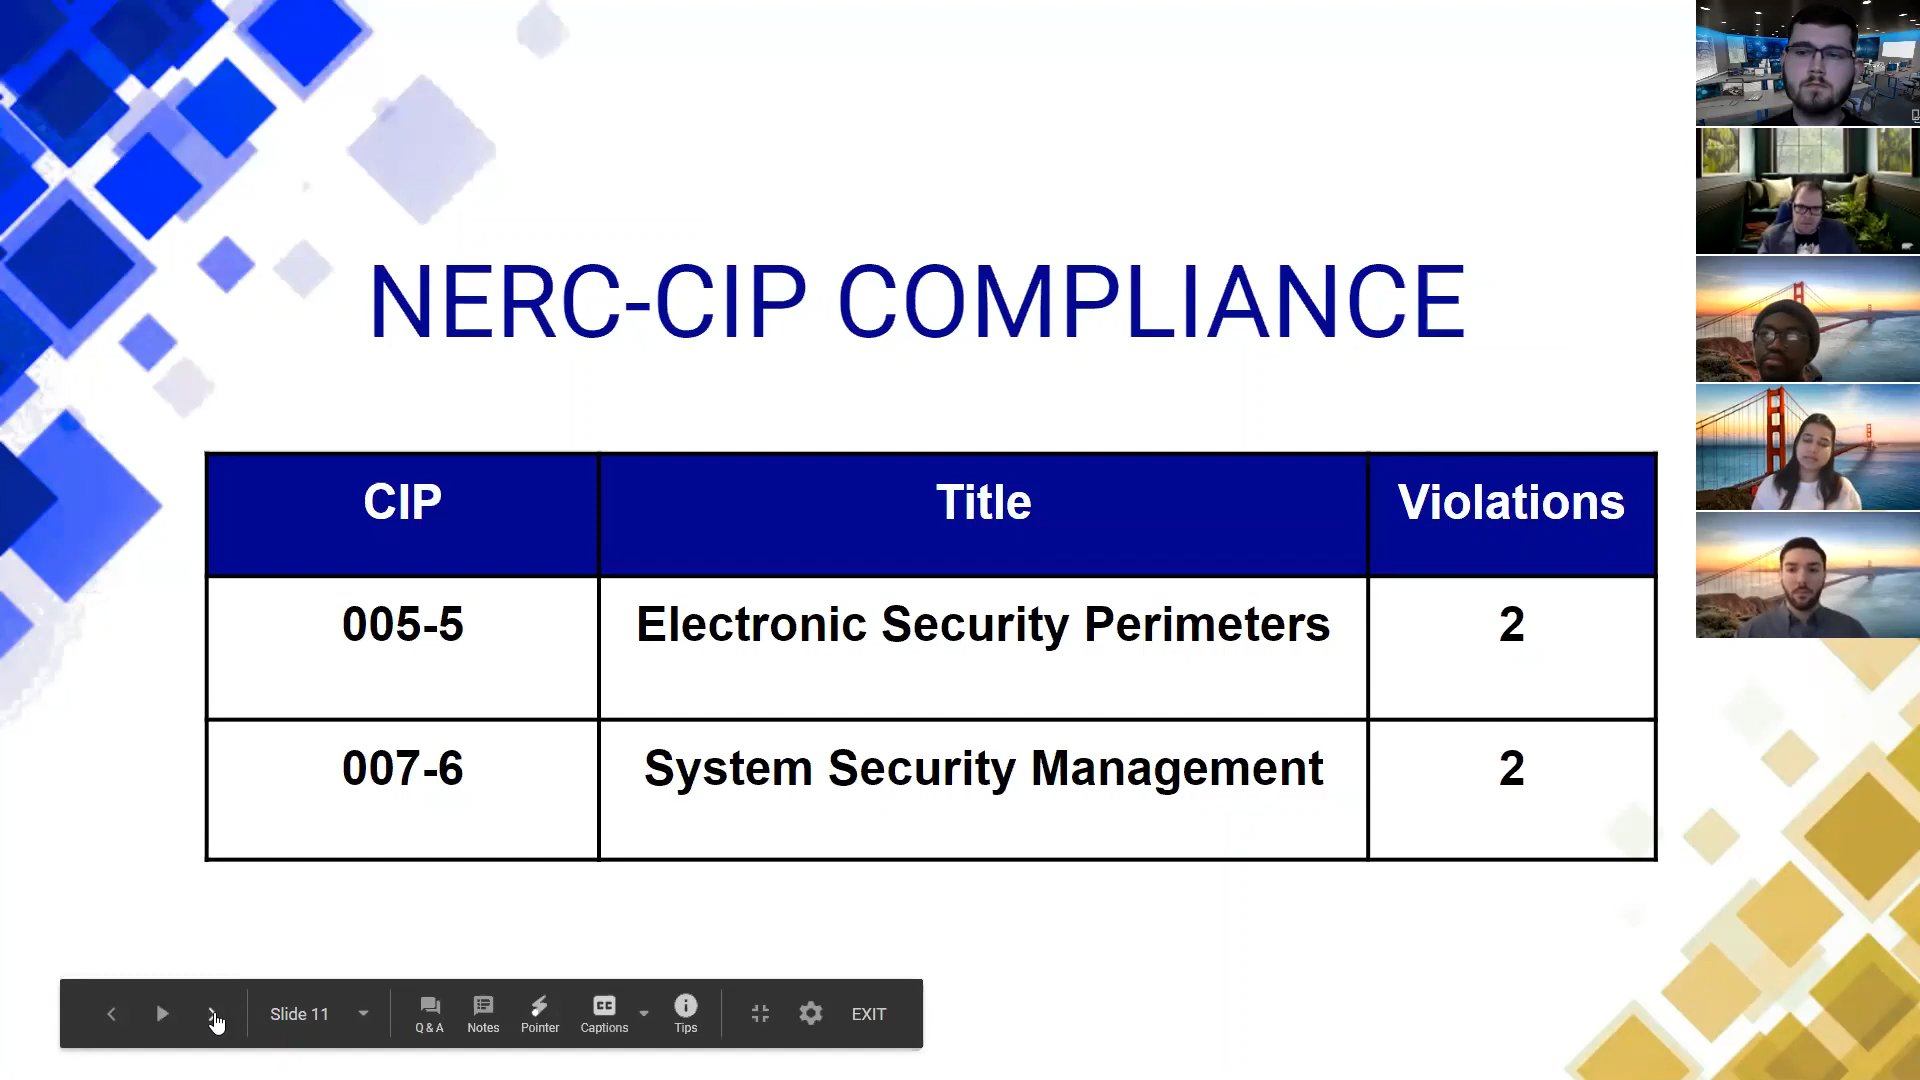 NERC-CIP COMPLIANCE
CIP Title Violations
005-5 Electronic Security Perimeters 2
007-6 System Security Management 2
Slide 11
Q & A Notes Pointer Captions Tips
EXIT